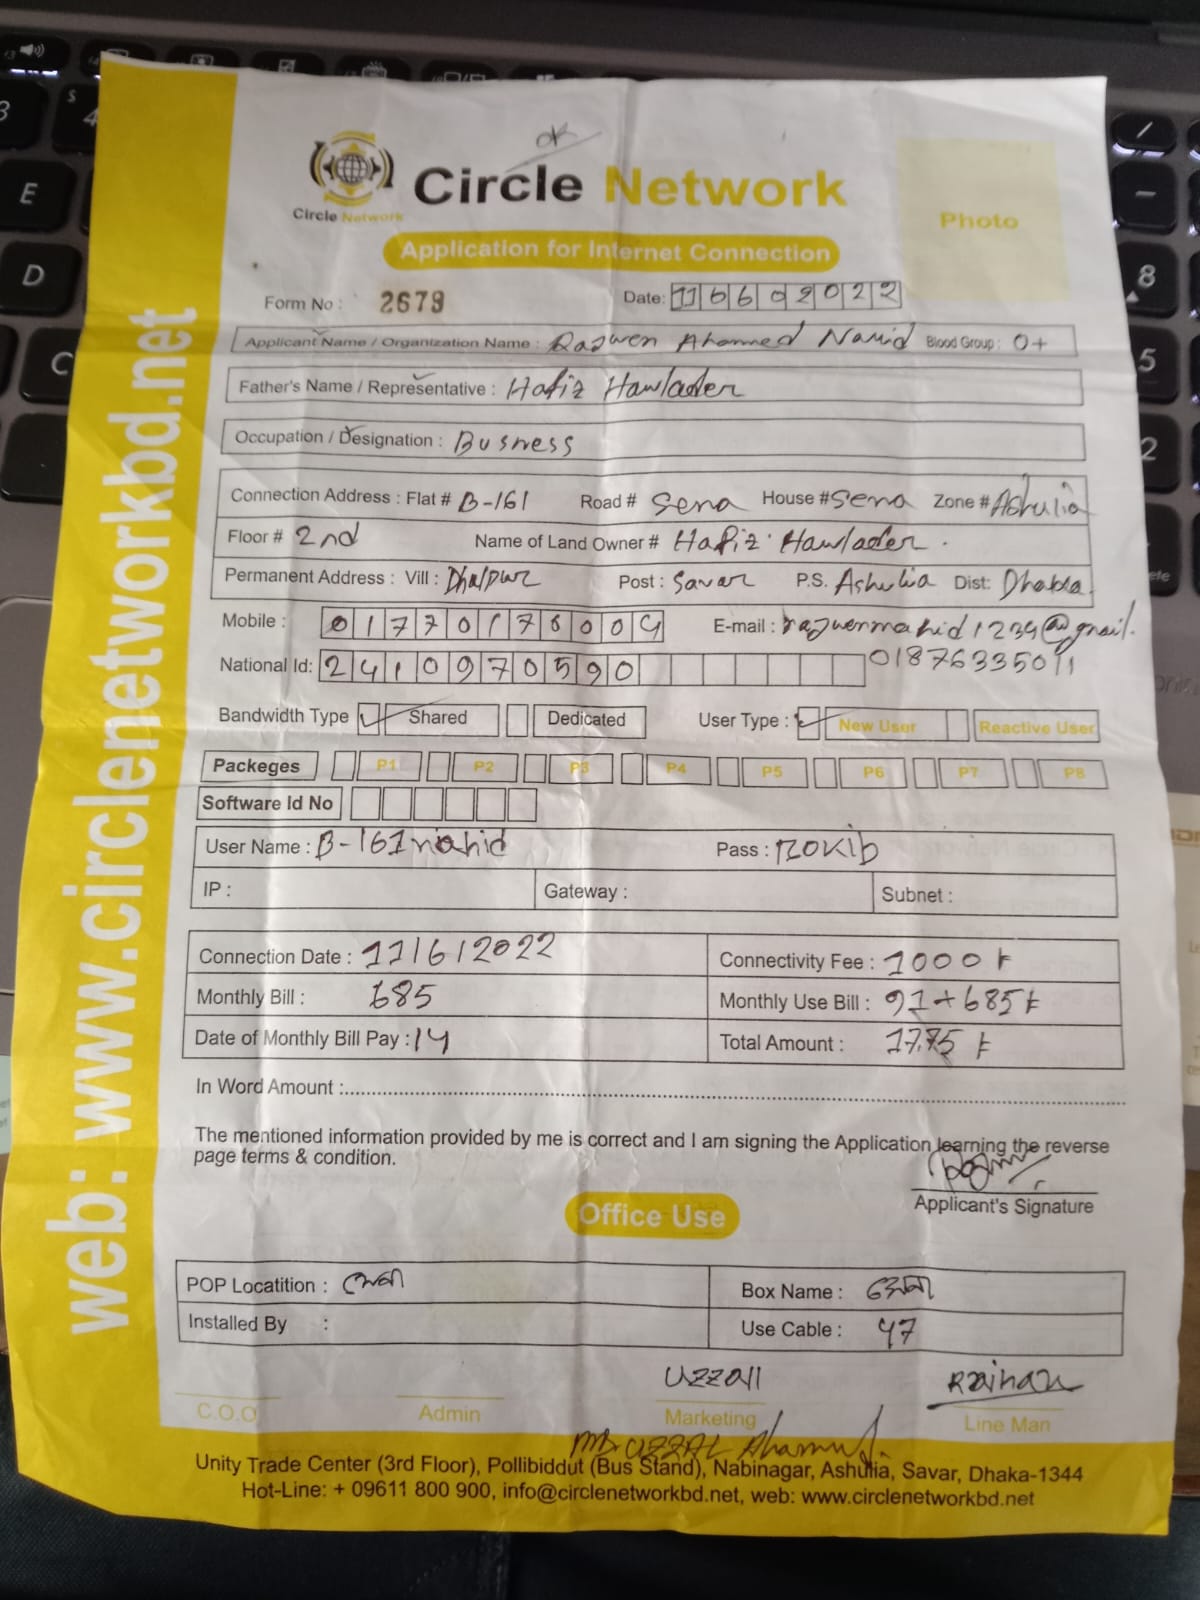 OK
Circle Network
Circle Network
Photo
Application for Internet Connection
Form No : 2679
Date: 11 06 02022
Applicant Name / Organization Name : Razwen Ahammed Nahid Blood Group : O+
Father's Name / Representative : Hafiz Hawlader
Occupation / Designation : Busness
Connection Address : Flat # B-161 Road # Sena House # Sena Zone # Ashulia
Floor # 2nd Name of Land Owner # Hafiz Hawlader.
Permanent Address : Vill : Dhalpur Post : Savar P.S. Ashulia Dist: Dhaka.
Mobile : E-mail : razwenmahid1234@gmail.
National Id: 2410970590 01876335011
Bandwidth Type Shared Dedicated User Type : New User Reactive User
Packeges P1 P2 P3 P4 P5 P6 P7 P8
Software Id No
User Name : B-161nahid Pass : Rokib
IP : Gateway : Subnet :
Connection Date : 11/6/2022 Connectivity Fee : 1000 ৳
Monthly Bill : 685 Monthly Use Bill : 91+685৳
Date of Monthly Bill Pay : 14 Total Amount : 1775 ৳
In Word Amount :
The mentioned information provided by me is correct and I am signing the Application learning the reverse
page terms & condition.
Applicant's Signature
Office Use
POP Locatition : সেনা Box Name : সেনা
Installed By : Use Cable : 47
Uzzall Raihan
C.O.O Admin Marketing Line Man
MD. UZZAL Ahamed
Unity Trade Center (3rd Floor), Pollibiddut (Bus Stand), Nabinagar, Ashulia, Savar, Dhaka-1344
Hot-Line: + 09611 800 900, info@circlenetworkbd.net, web: www.circlenetworkbd.net
web: www.circlenetworkbd.net